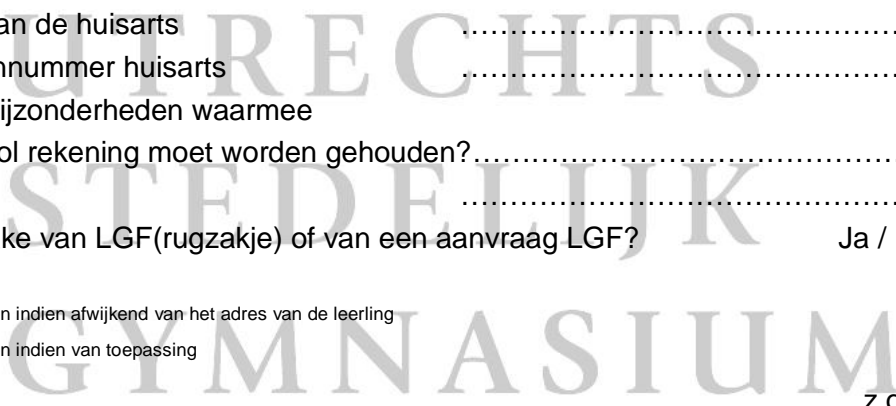 UTRECHTS
an de huisarts ……………………………………
nnummer huisarts ……………………………………
ijzonderheden waarmee
ol rekening moet worden gehouden?……………………………………
……………………………………
STEDELIJK
ke van LGF(rugzakje) of van een aanvraag LGF? Ja /
n indien afwijkend van het adres van de leerling
n indien van toepassing
GYMNASIUM